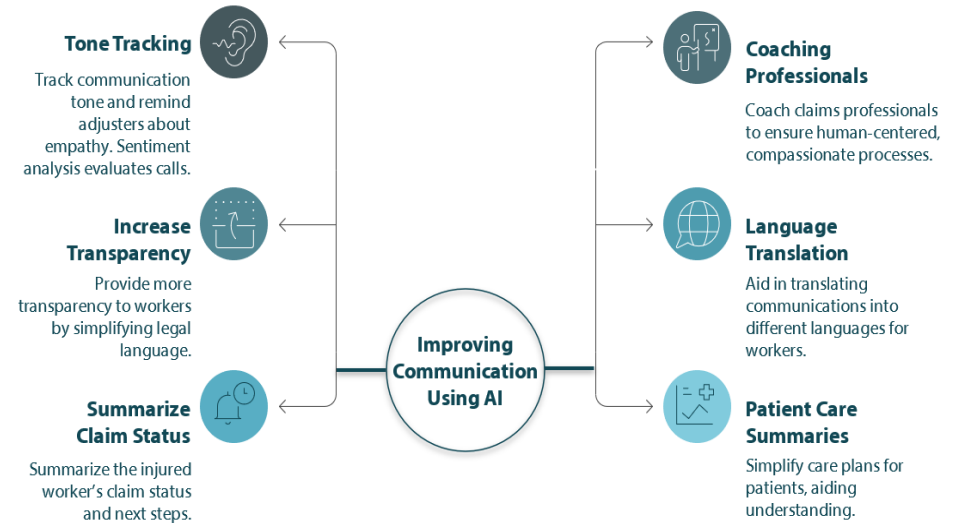 Tone Tracking
Track communication
tone and remind
adjusters about
empathy. Sentiment
analysis evaluates calls.
Increase
Transparency
Provide more
transparency to workers
by simplifying legal
language.
Summarize
Claim Status
Summarize the injured
worker’s claim status
and next steps.
Improving
Communication
Using AI
Coaching
Professionals
Coach claims professionals
to ensure human-centered,
compassionate processes.
Language
Translation
Aid in translating
communications into
different languages for
workers.
Patient Care
Summaries
Simplify care plans for
patients, aiding
understanding.